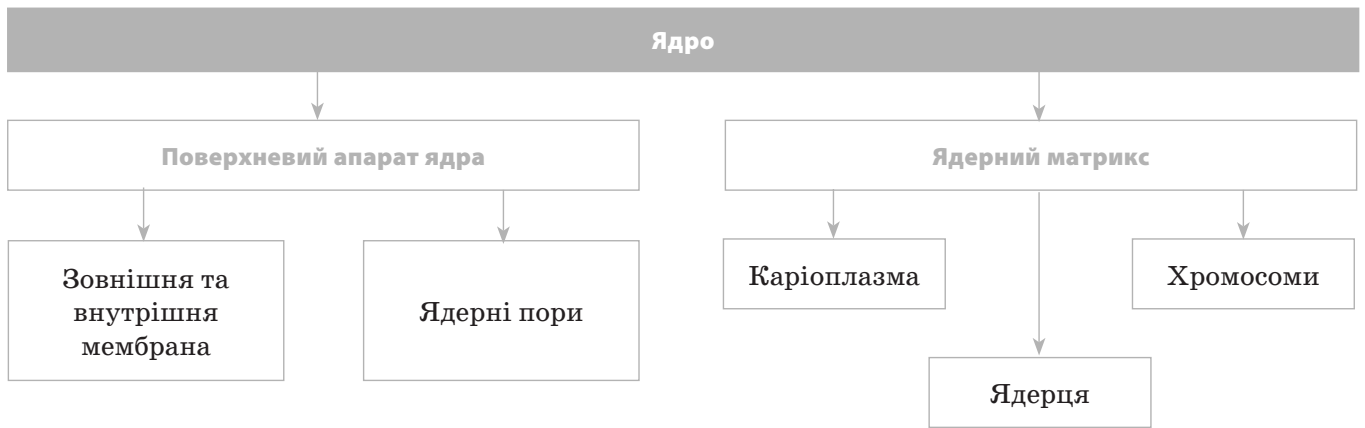 Ядро
Поверхневий апарат ядра
Ядерний матрикс
Зовнішня та
внутрішня
мембрана
Ядерні пори
Каріоплазма
Хромосоми
Ядерця